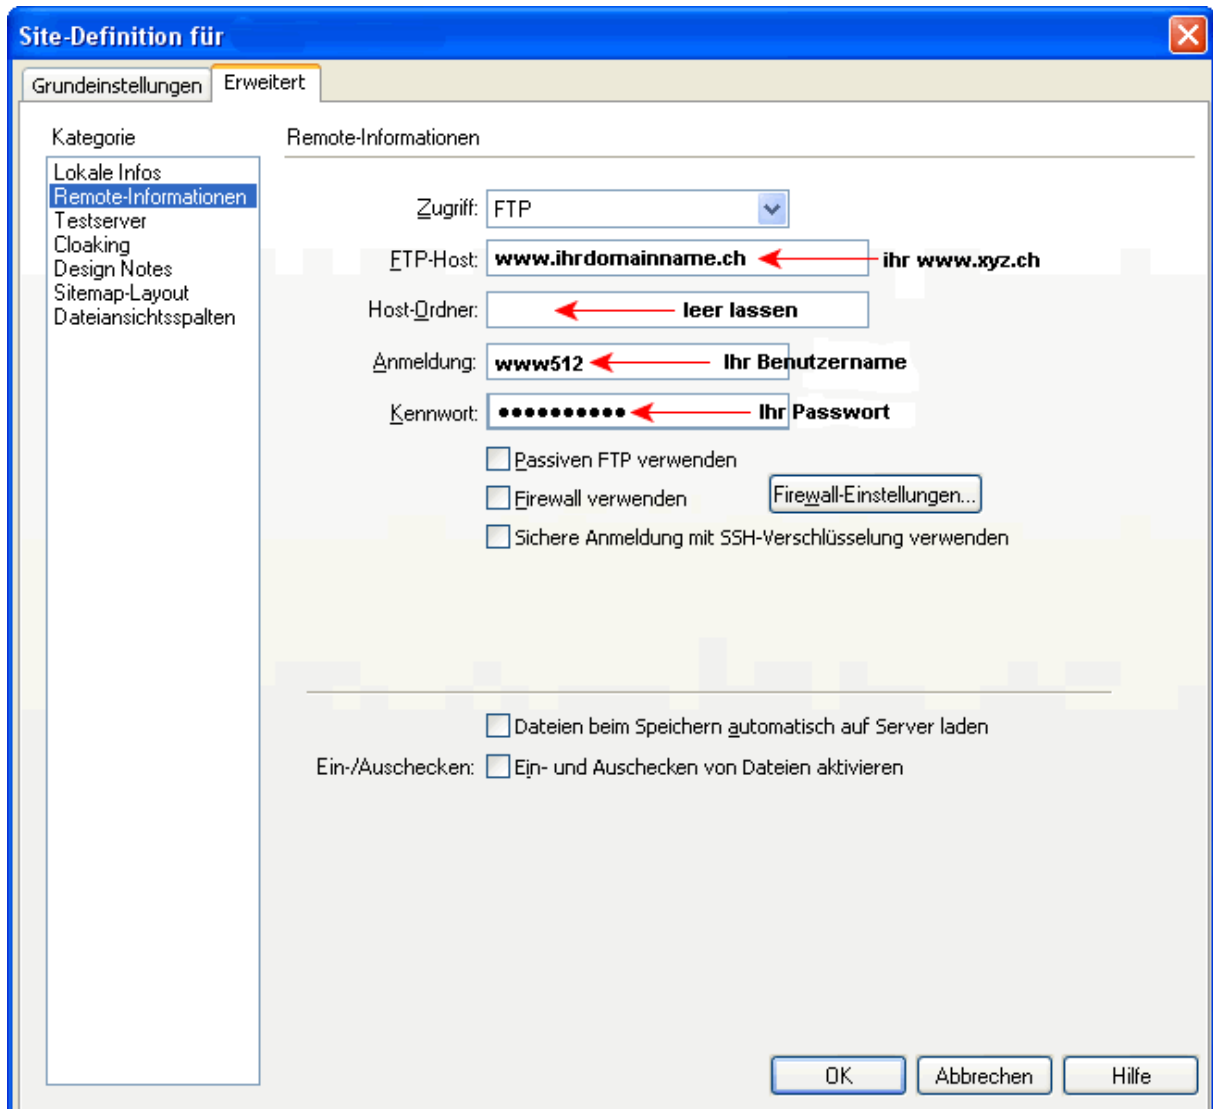 Site-Definition für
Grundeinstellungen Erweitert
Kategorie
Remote-Informationen
Lokale Infos
Remote-Informationen
Testserver
Cloaking
Design Notes
Sitemap-Layout
Dateiansichtsspalten
Zugriff: FTP
FTP-Host: www.ihrdomainname.ch ihr www.xyz.ch
Host-Ordner: leer lassen
Anmeldung: www512 Ihr Benutzername
Kennwort: •••••••••• Ihr Passwort
Passiven FTP verwenden
Firewall verwenden Firewall-Einstellungen...
Sichere Anmeldung mit SSH-Verschlüsselung verwenden
Dateien beim Speichern automatisch auf Server laden
Ein-/Auschecken: Ein- und Auschecken von Dateien aktivieren
OK Abbrechen Hilfe